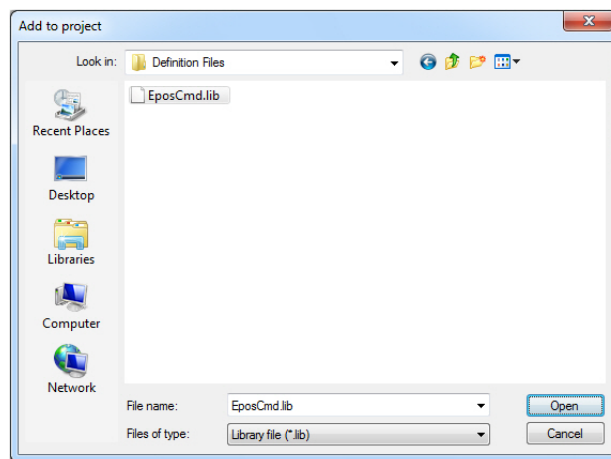 Add to project
Look in:
Definition Files
EposCmd.lib
Recent Places
Desktop
Libraries
Computer
Network
File name:
EposCmd.lib
Open
Files of type:
Library file (*.lib)
Cancel